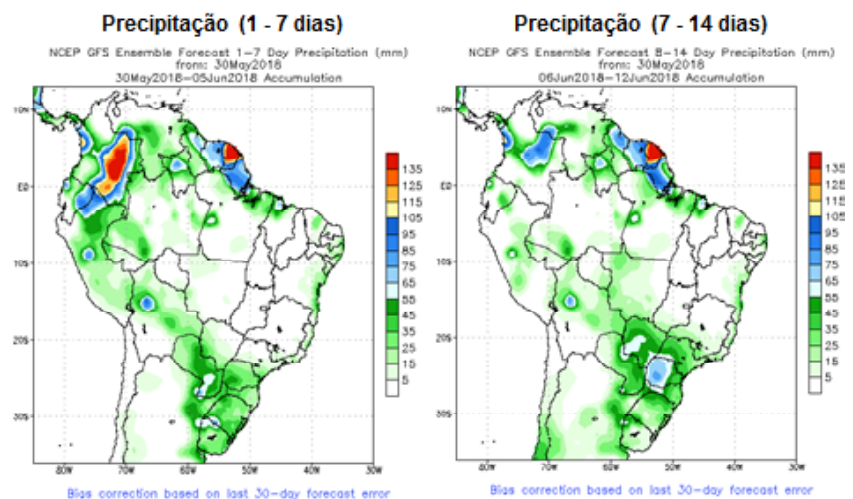 Precipitação (1 - 7 dias)
NCEP GFS Ensemble Forecast 1-7 Day Precipitation (mm)
from: 30May2018
30May2018-05Jun2018 Accumulation
10N
EQ
10S
20S
30S
80W 70W 60W 50W 40W 30W
135
125
115
105
95
85
75
65
55
45
35
25
15
5
Bias correction based on last 30-day forecast error
Precipitação (7 - 14 dias)
NCEP GFS Ensemble Forecast 8-14 Day Precipitation (mm)
from: 30May2018
06Jun2018-12Jun2018 Accumulation
10N
EQ
10S
20S
30S
80W 70W 60W 50W 40W 30W
135
125
115
105
95
85
75
65
55
45
35
25
15
5
Bias correction based on last 30-day forecast error